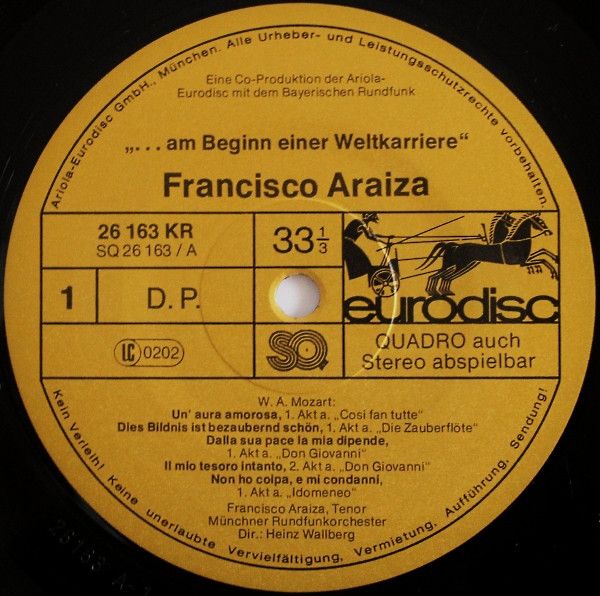 Ariola-Eurodisc GmbH., München. Alle Urheber- und Leistungsschutzrechte vorbehalten.
Eine Co-Produktion der Ariola-
Eurodisc mit dem Bayerischen Rundfunk
„... am Beginn einer Weltkarriere“
Francisco Araiza
26 163 KR
SQ 26 163 / A
33 1/3
1
D. P.
eurodisc
LC 0202
SQ
QUADRO auch
Stereo abspielbar
W. A. Mozart:
Un' aura amorosa, 1. Akt a. „Cosi fan tutte“
Dies Bildnis ist bezaubernd schön, 1. Akt a. „Die Zauberflöte“
Dalla sua pace la mia dipende,
1. Akt a. „Don Giovanni“
Il mio tesoro intanto, 2. Akt a. „Don Giovanni“
Non ho colpa, e mi condanni,
1. Akt a. „Idomeneo“
Francisco Araiza, Tenor
Münchner Rundfunkorchester
Dir.: Heinz Wallberg
Kein Verleih! Keine unerlaubte Vervielfältigung, Vermietung, Aufführung, Sendung!